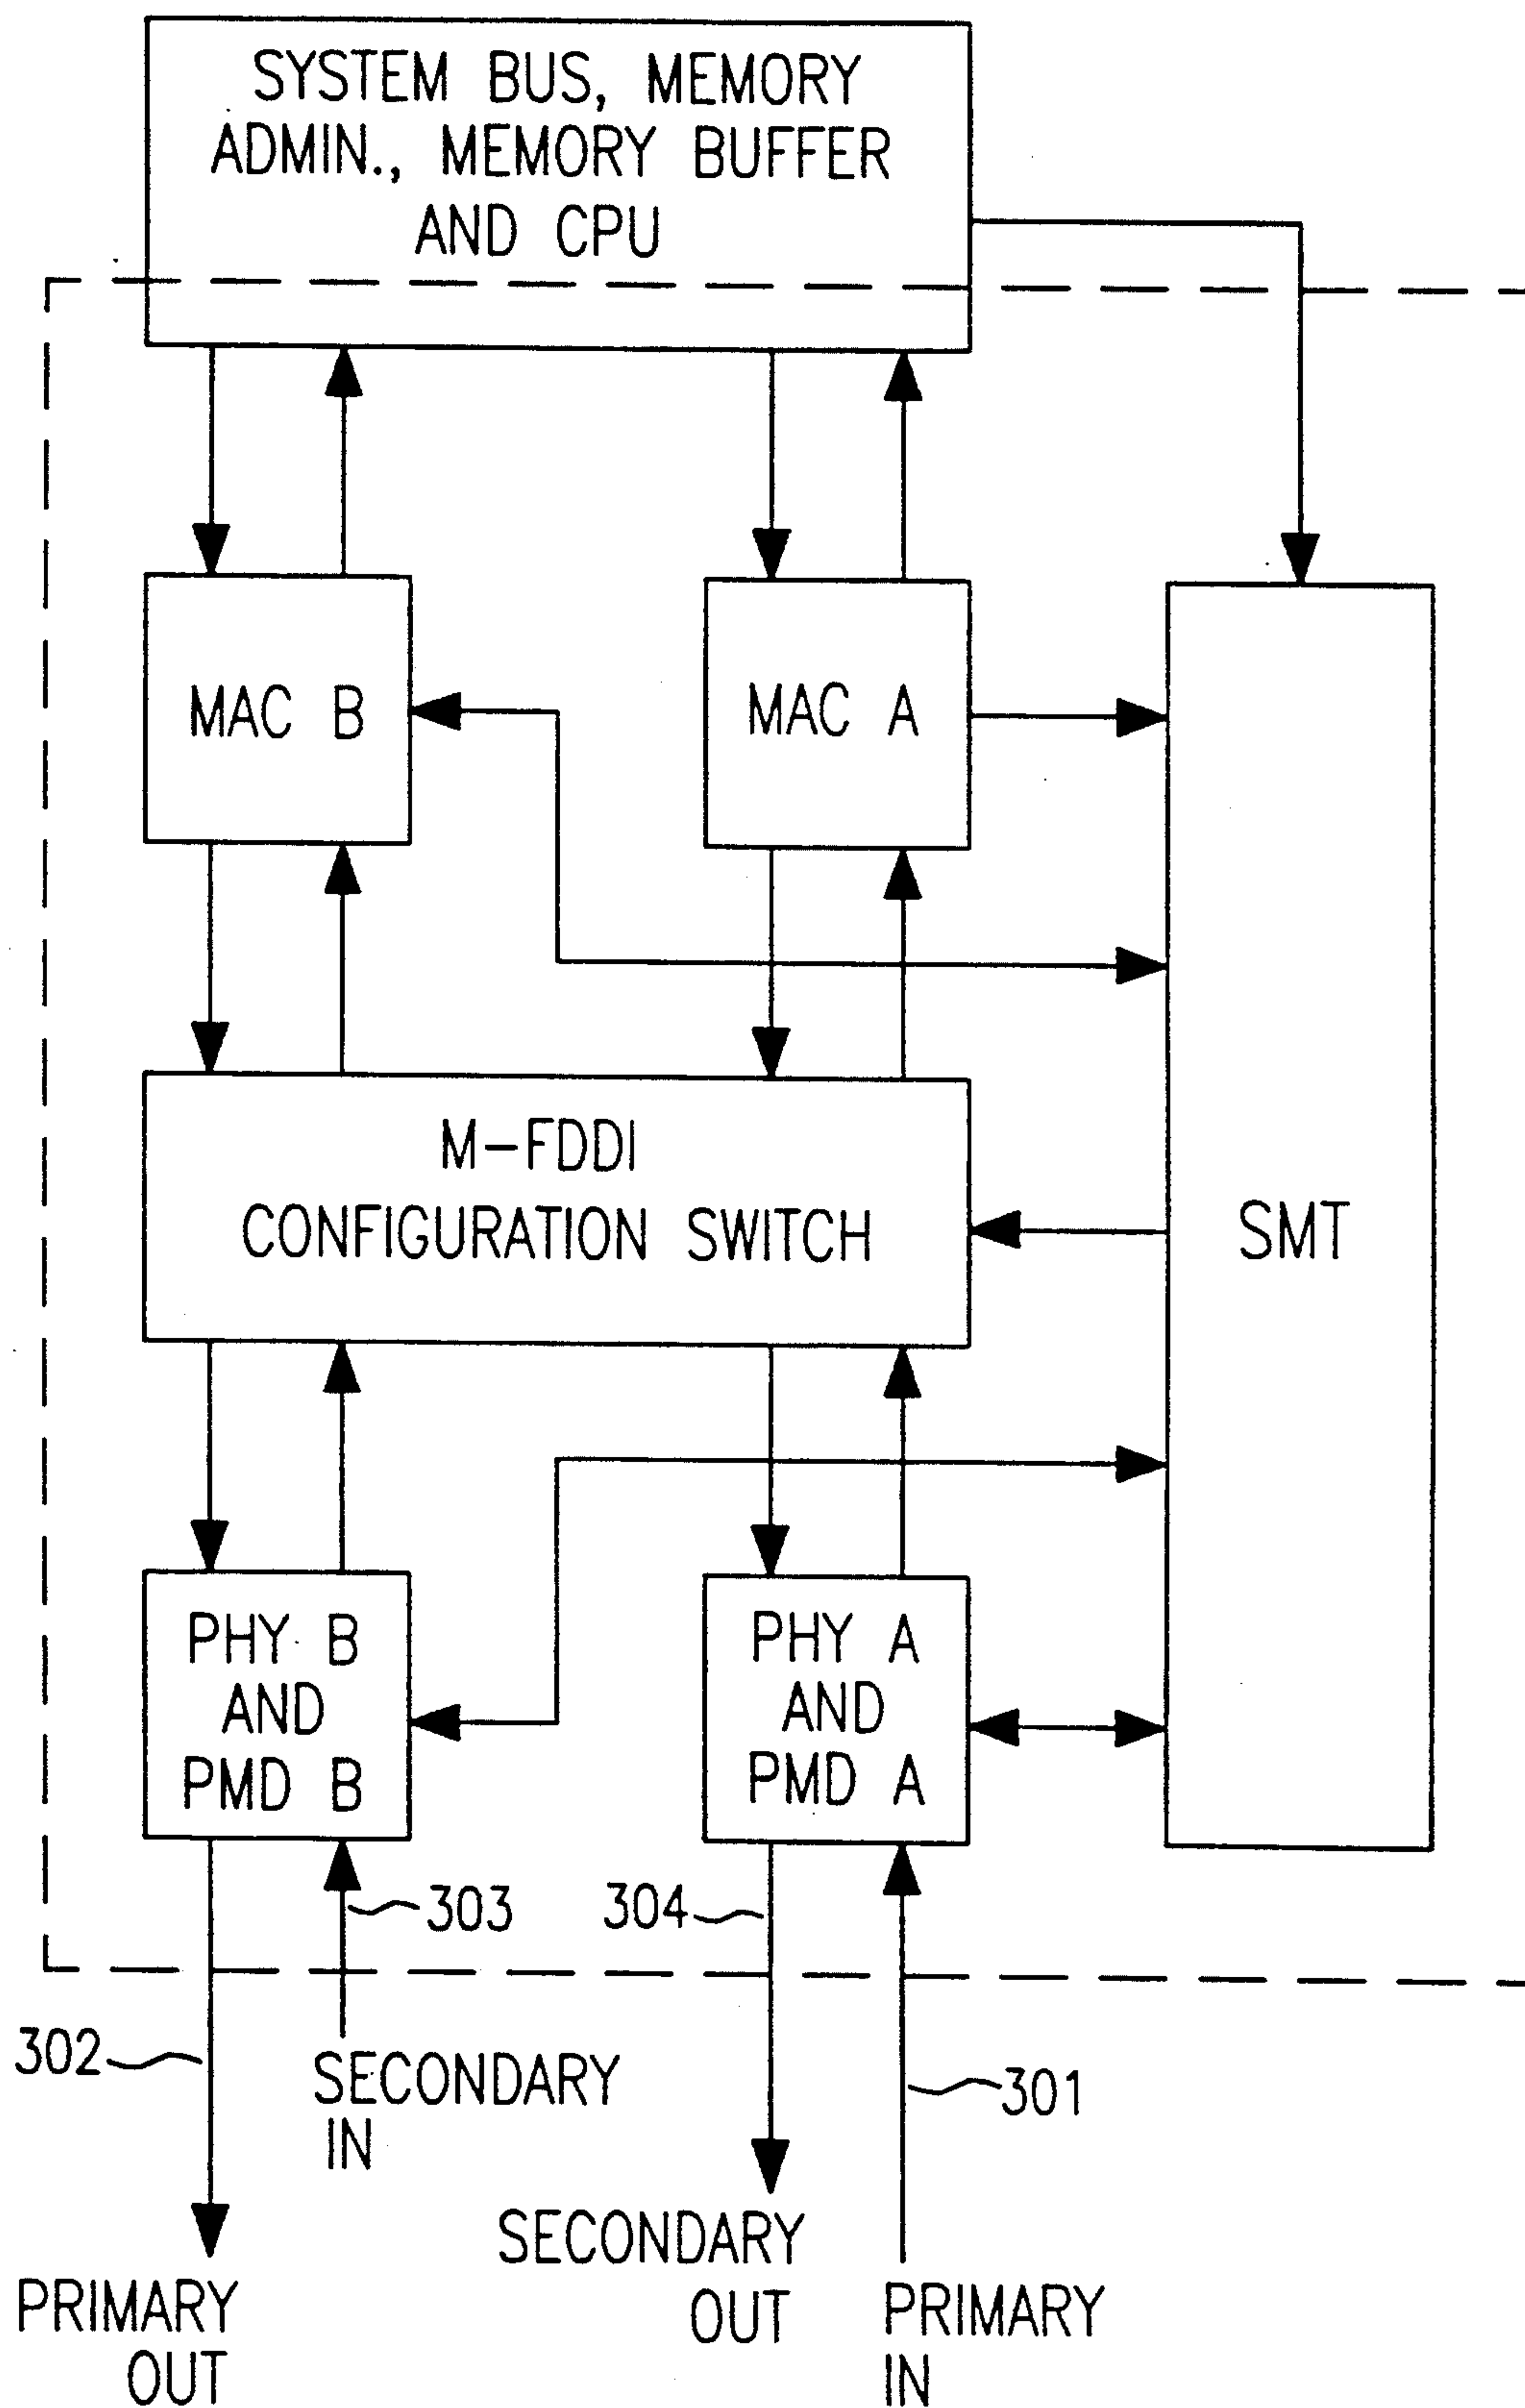 SYSTEM BUS, MEMORY
ADMIN., MEMORY BUFFER
AND CPU
MAC B
MAC A
M-FDDI
CONFIGURATION SWITCH
SMT
PHY B
AND
PMD B
PHY A
AND
PMD A
303
304
302
SECONDARY
IN
301
SECONDARY
OUT
PRIMARY
OUT
PRIMARY
IN